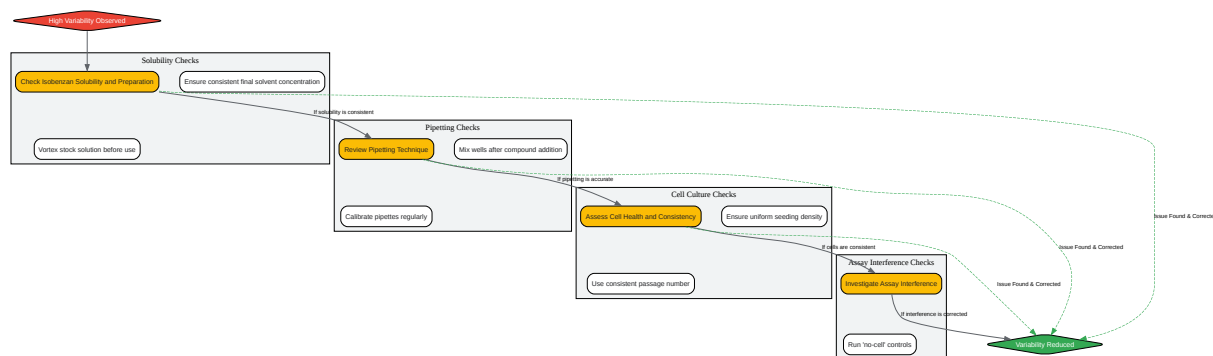 High Variability Observed
Solubility Checks
Check Isobenzan Solubility and Preparation
Ensure consistent final solvent concentration
If solubility is consistent
Vortex stock solution before use
Pipetting Checks
Review Pipetting Technique
Mix wells after compound addition
If pipetting is accurate
Calibrate pipettes regularly
Cell Culture Checks
Assess Cell Health and Consistency
Ensure uniform seeding density
Issue Found & Correcte
If cells are consistent
Issue Found & Corrected
Use consistent passage number
Assay Interference Checks
Investigate Assay Interference
Issue Found & Corrected
If interference is corrected
Run 'no-cell' controls
Variability Reduced